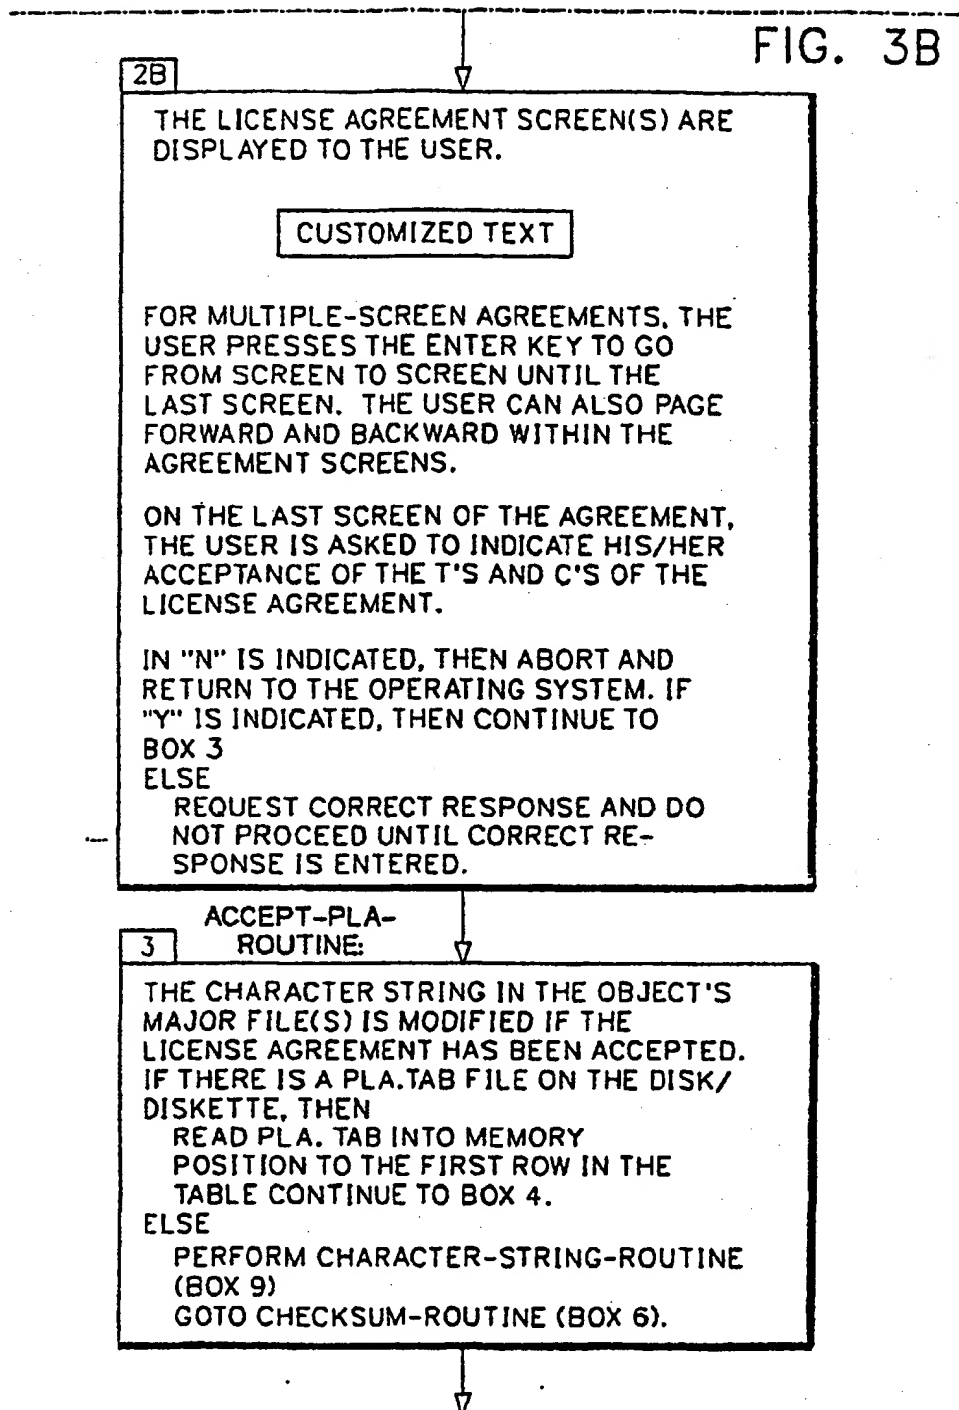 FIG. 3B
2B
THE LICENSE AGREEMENT SCREEN(S) ARE
DISPLAYED TO THE USER.
CUSTOMIZED TEXT
FOR MULTIPLE-SCREEN AGREEMENTS, THE
USER PRESSES THE ENTER KEY TO GO
FROM SCREEN TO SCREEN UNTIL THE
LAST SCREEN. THE USER CAN ALSO PAGE
FORWARD AND BACKWARD WITHIN THE
AGREEMENT SCREENS.
ON THE LAST SCREEN OF THE AGREEMENT,
THE USER IS ASKED TO INDICATE HIS/HER
ACCEPTANCE OF THE T'S AND C'S OF THE
LICENSE AGREEMENT.
IN "N" IS INDICATED, THEN ABORT AND
RETURN TO THE OPERATING SYSTEM. IF
"Y" IS INDICATED, THEN CONTINUE TO
BOX 3
ELSE
REQUEST CORRECT RESPONSE AND DO
NOT PROCEED UNTIL CORRECT RE-
SPONSE IS ENTERED.
ACCEPT-PLA-
ROUTINE:
3
THE CHARACTER STRING IN THE OBJECT'S
MAJOR FILE(S) IS MODIFIED IF THE
LICENSE AGREEMENT HAS BEEN ACCEPTED.
IF THERE IS A PLA.TAB FILE ON THE DISK/
DISKETTE, THEN
READ PLA. TAB INTO MEMORY
POSITION TO THE FIRST ROW IN THE
TABLE CONTINUE TO BOX 4.
ELSE
PERFORM CHARACTER-STRING-ROUTINE
(BOX 9)
GOTO CHECKSUM-ROUTINE (BOX 6).